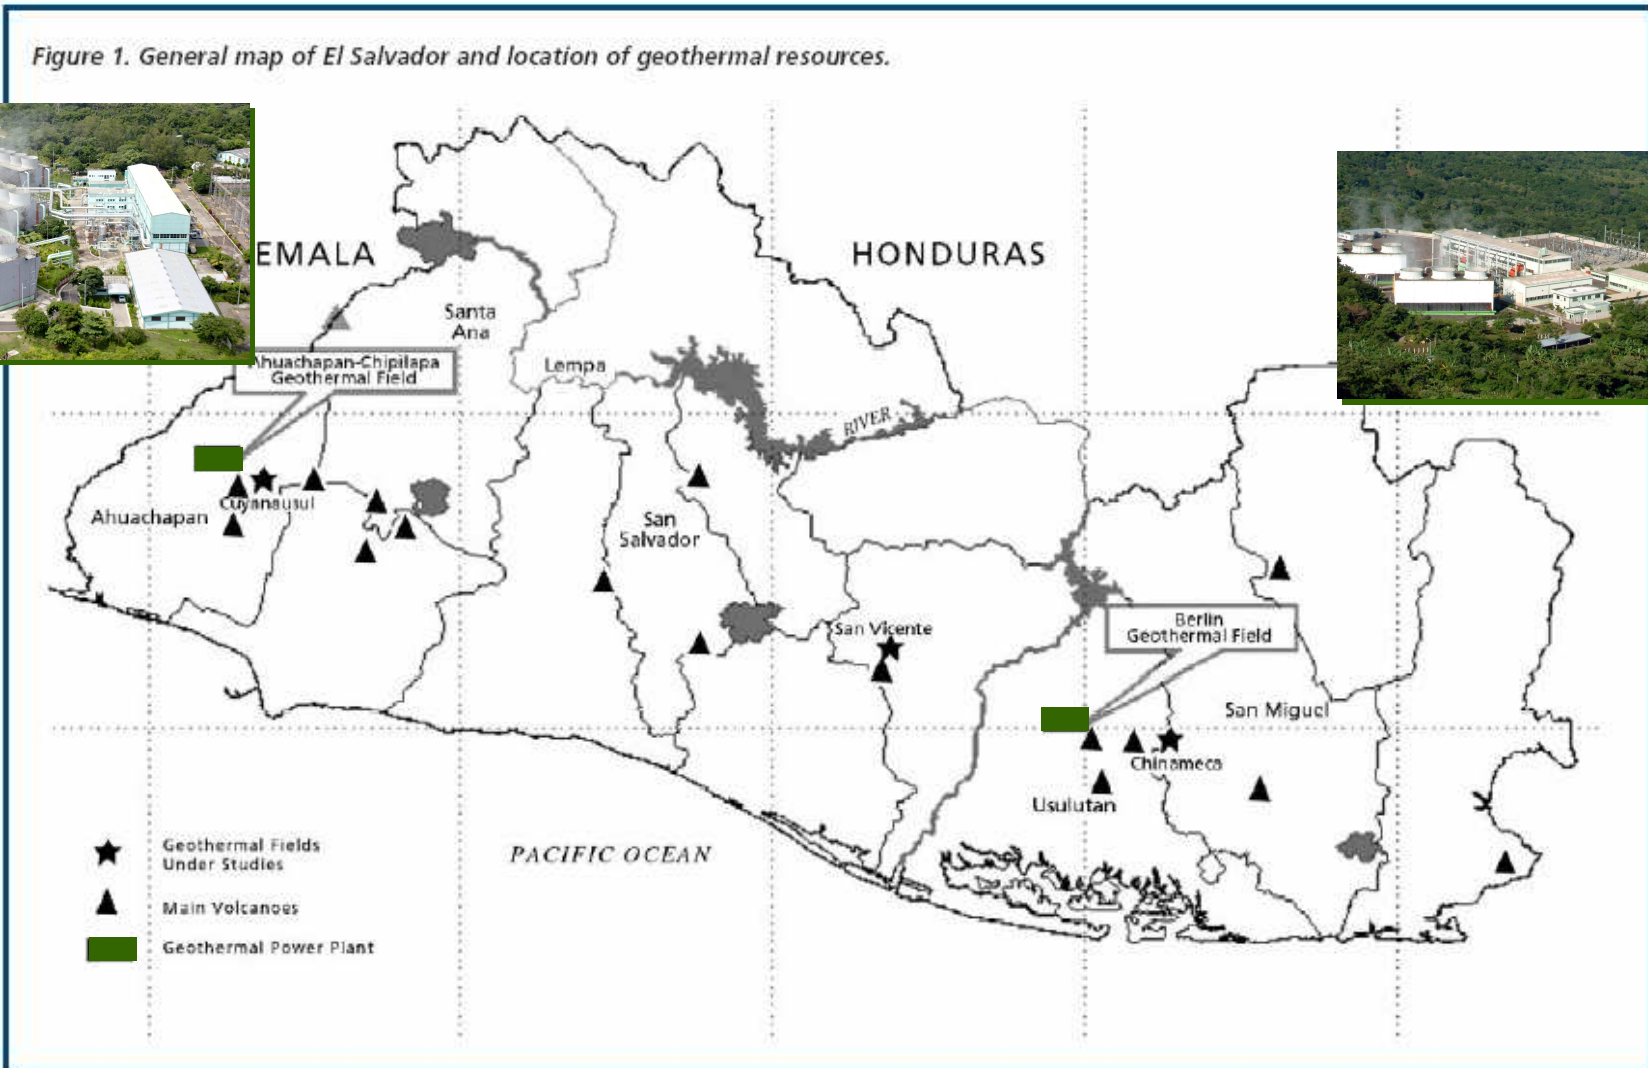 Figure 1. General map of El Salvador and location of geothermal resources.
EMALA
HONDURAS
Santa
Ana
Ahuachapan-Chipilapa
Geothermal Field
Lempa
RIVER
Cuyanausul
Ahuachapan
San
Salvador
San Vicente
Berlin
Geothermal Field
San Miguel
Chinameca
Usulutan
PACIFIC OCEAN
Geothermal Fields
Under Studies
Main Volcanoes
Geothermal Power Plant